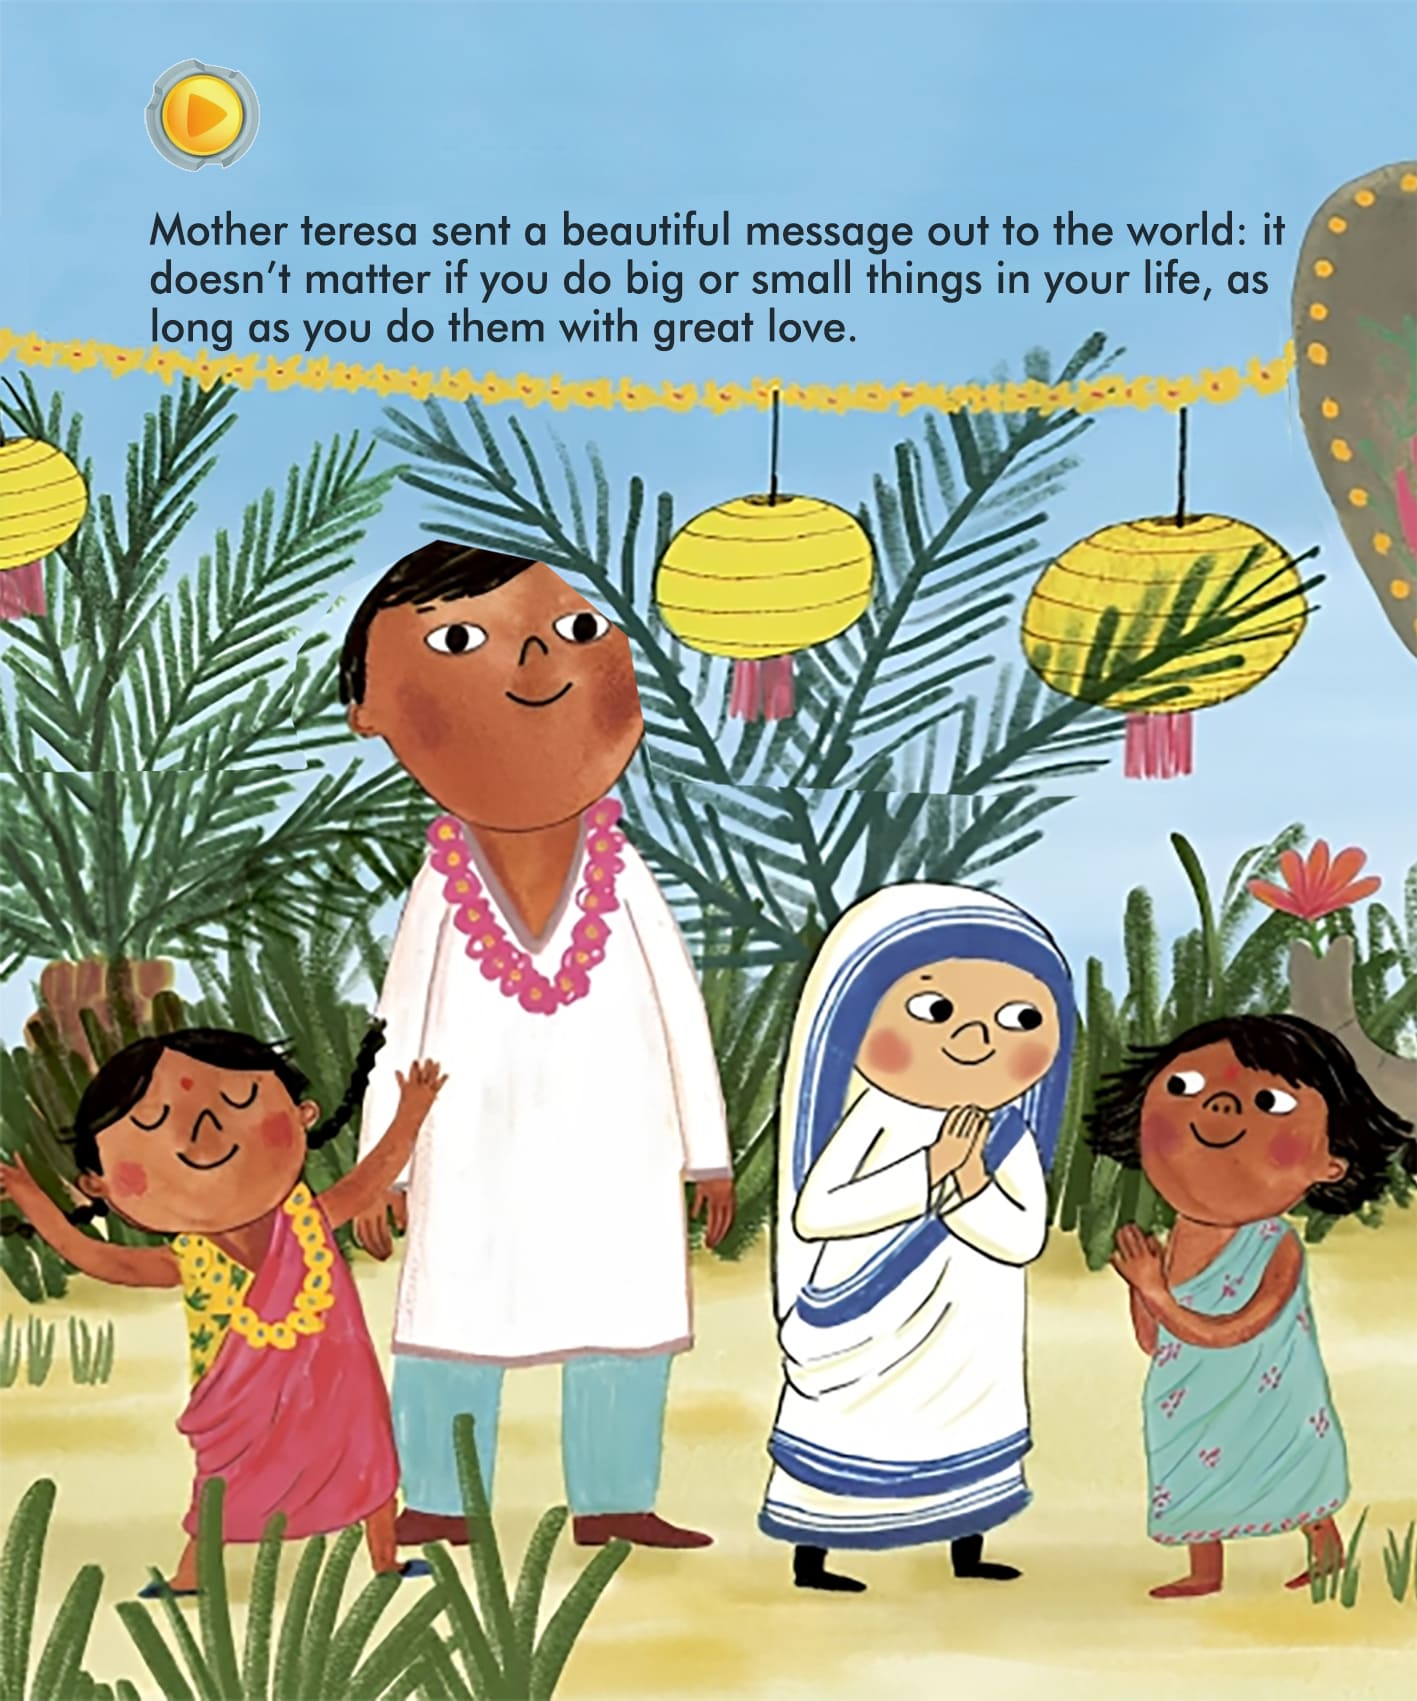 Mother teresa sent a beautiful message out to the world: it
doesn’t matter if you do big or small things in your life, as
long as you do them with great love.